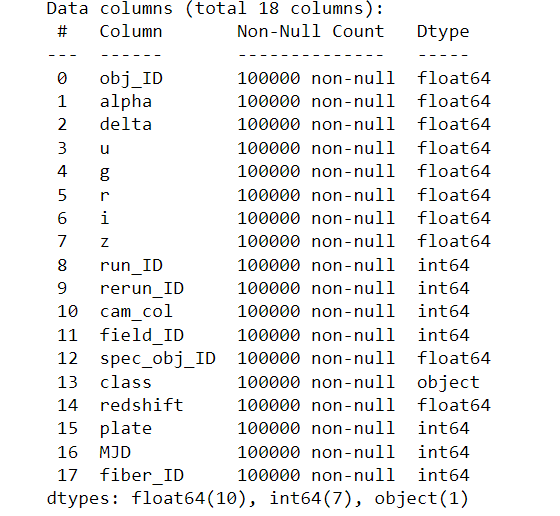 Data columns (total 18 columns):
 #   Column       Non-Null Count   Dtype
---  ------       --------------   -----
 0   obj_ID       100000 non-null  float64
 1   alpha        100000 non-null  float64
 2   delta        100000 non-null  float64
 3   u            100000 non-null  float64
 4   g            100000 non-null  float64
 5   r            100000 non-null  float64
 6   i            100000 non-null  float64
 7   z            100000 non-null  float64
 8   run_ID       100000 non-null  int64
 9   rerun_ID     100000 non-null  int64
 10  cam_col      100000 non-null  int64
 11  field_ID     100000 non-null  int64
 12  spec_obj_ID  100000 non-null  float64
 13  class        100000 non-null  object
 14  redshift     100000 non-null  float64
 15  plate        100000 non-null  int64
 16  MJD          100000 non-null  int64
 17  fiber_ID     100000 non-null  int64
dtypes: float64(10), int64(7), object(1)